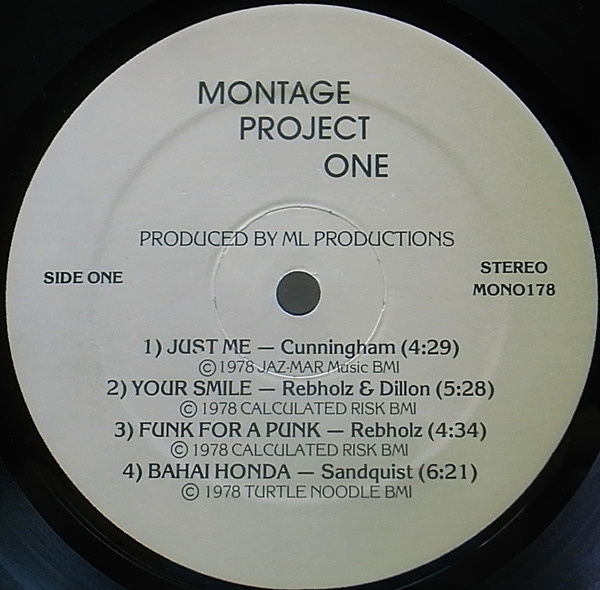 MONTAGE
PROJECT
ONE
PRODUCED BY ML PRODUCTIONS
SIDE ONE
STEREO
MONO178
1) JUST ME — Cunningham (4:29)
© 1978 JAZ-MAR Music BMI
2) YOUR SMILE — Rebholz & Dillon (5:28)
© 1978 CALCULATED RISK BMI
3) FUNK FOR A PUNK — Rebholz (4:34)
© 1978 CALCULATED RISK BMI
4) BAHAI HONDA — Sandquist (6:21)
© 1978 TURTLE NOODLE BMI